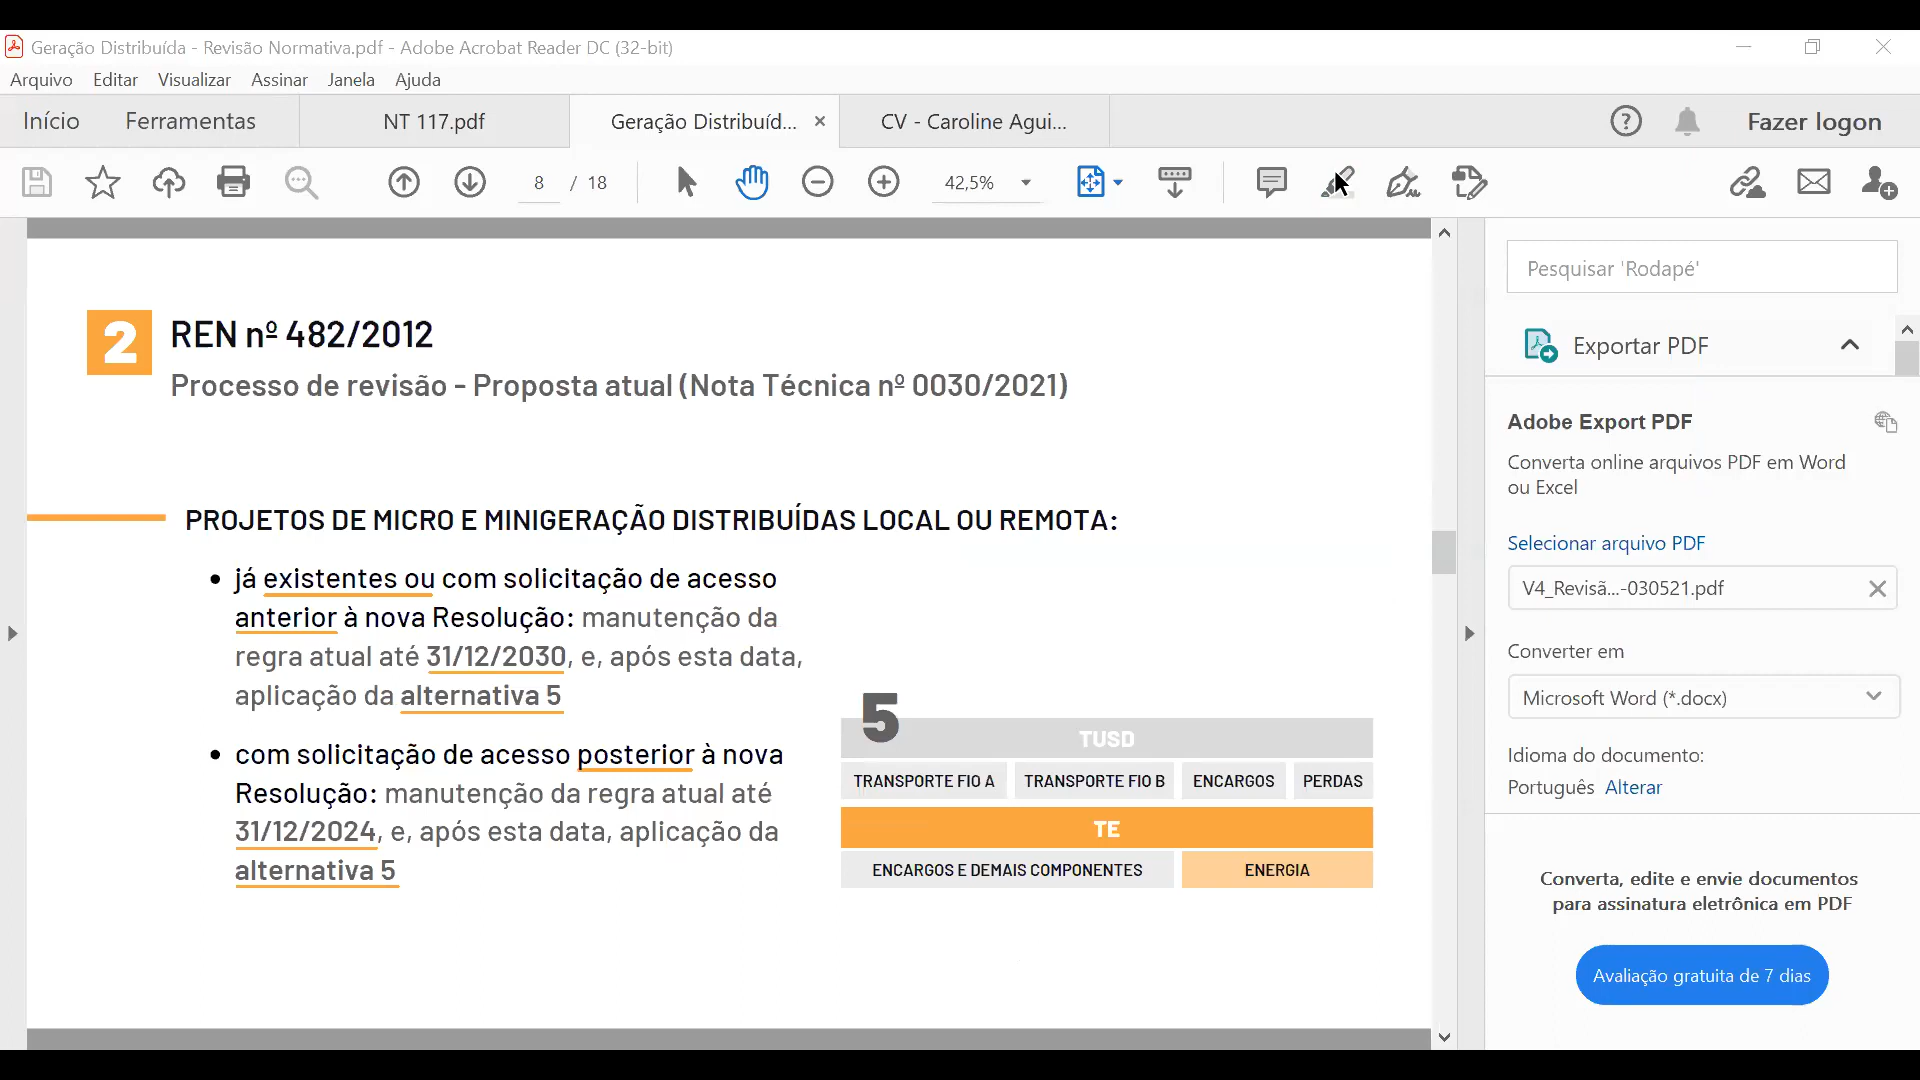 Geração Distribuída - Revisão Normativa.pdf - Adobe Acrobat Reader DC (32-bit)
Arquivo Editar Visualizar Assinar Janela Ajuda
Início Ferramentas NT 117.pdf Geração Distribuíd... × CV - Caroline Agui... ? Fazer logon
8 / 18 42,5%
Pesquisar 'Rodapé'
Exportar PDF
Adobe Export PDF
Converta online arquivos PDF em Word
ou Excel
Selecionar arquivo PDF
V4_Revisã...-030521.pdf
Converter em
Microsoft Word (*.docx)
Idioma do documento:
Português Alterar
Converta, edite e envie documentos
para assinatura eletrônica em PDF
Avaliação gratuita de 7 dias
2
REN nº 482/2012
Processo de revisão - Proposta atual (Nota Técnica nº 0030/2021)
PROJETOS DE MICRO E MINIGERAÇÃO DISTRIBUÍDAS LOCAL OU REMOTA:
• já existentes ou com solicitação de acesso
anterior à nova Resolução: manutenção da
regra atual até 31/12/2030, e, após esta data,
aplicação da alternativa 5
• com solicitação de acesso posterior à nova
Resolução: manutenção da regra atual até
31/12/2024, e, após esta data, aplicação da
alternativa 5
5
TUSD
TRANSPORTE FIO A TRANSPORTE FIO B ENCARGOS PERDAS
TE
ENCARGOS E DEMAIS COMPONENTES ENERGIA